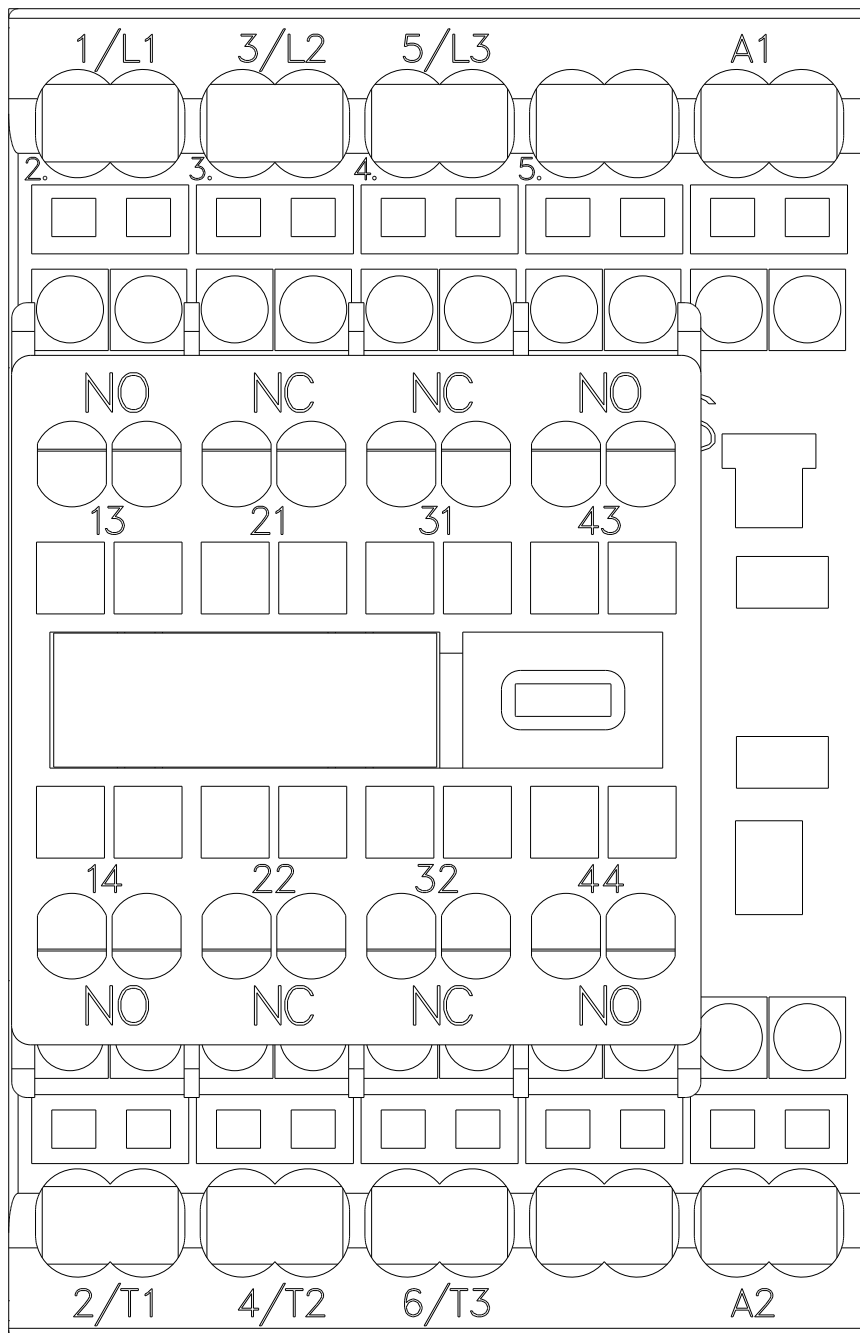 1/L1 3/L2 5/L3 A1
2. 3. 4. 5.
NO NC NC NO
13 21 31 43
14 22 32 44
NO NC NC NO
2/T1 4/T2 6/T3 A2